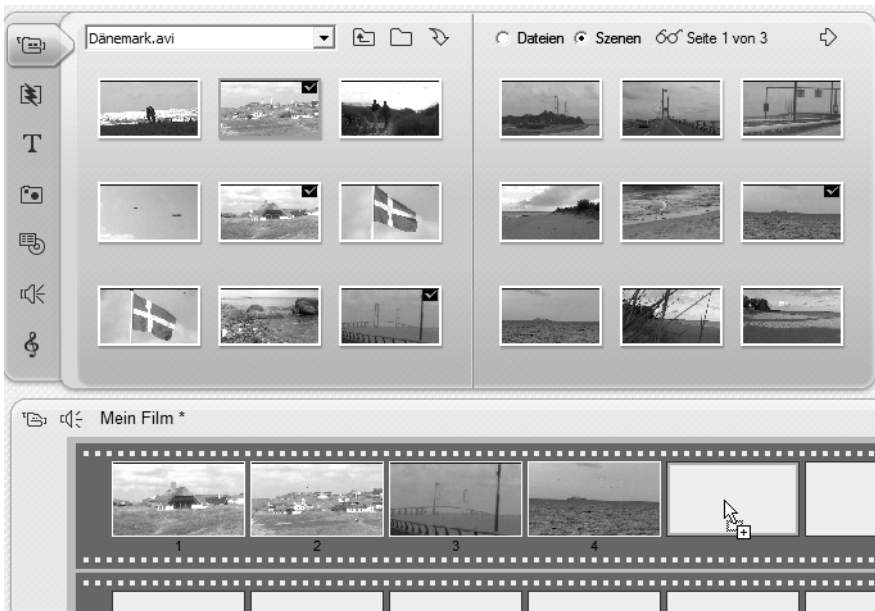 Dänemark.avi
Dateien Szenen Seite 1 von 3
T
Mein Film *
1 2 3 4